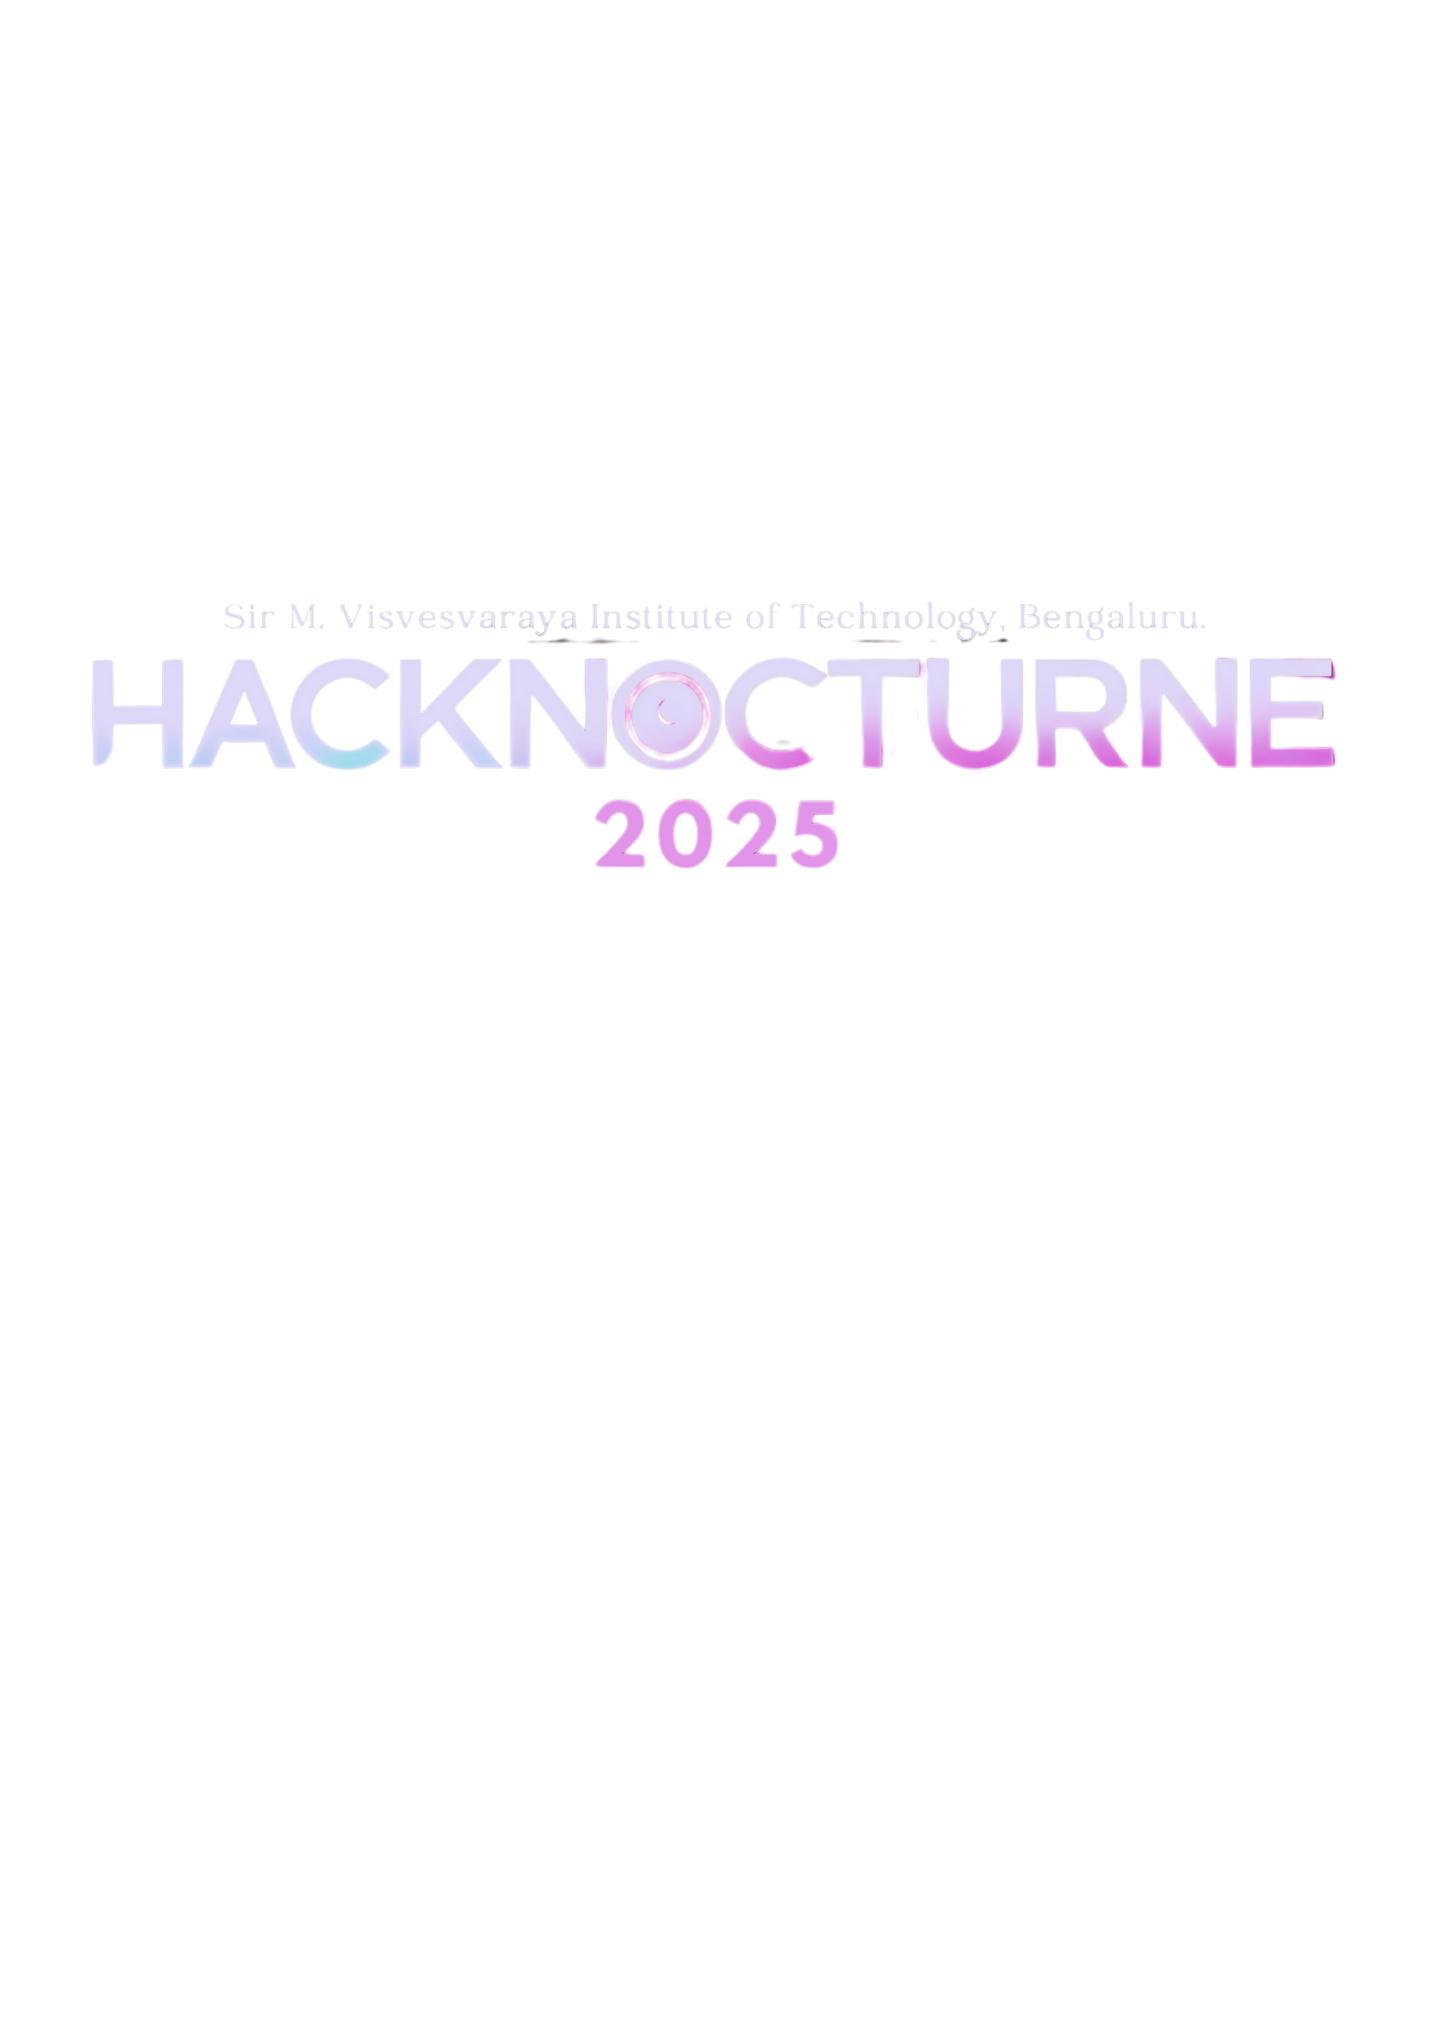 Sir M. Visvesvaraya Institute of Technology, Bengaluru.
HACKNOCTURNE
2025